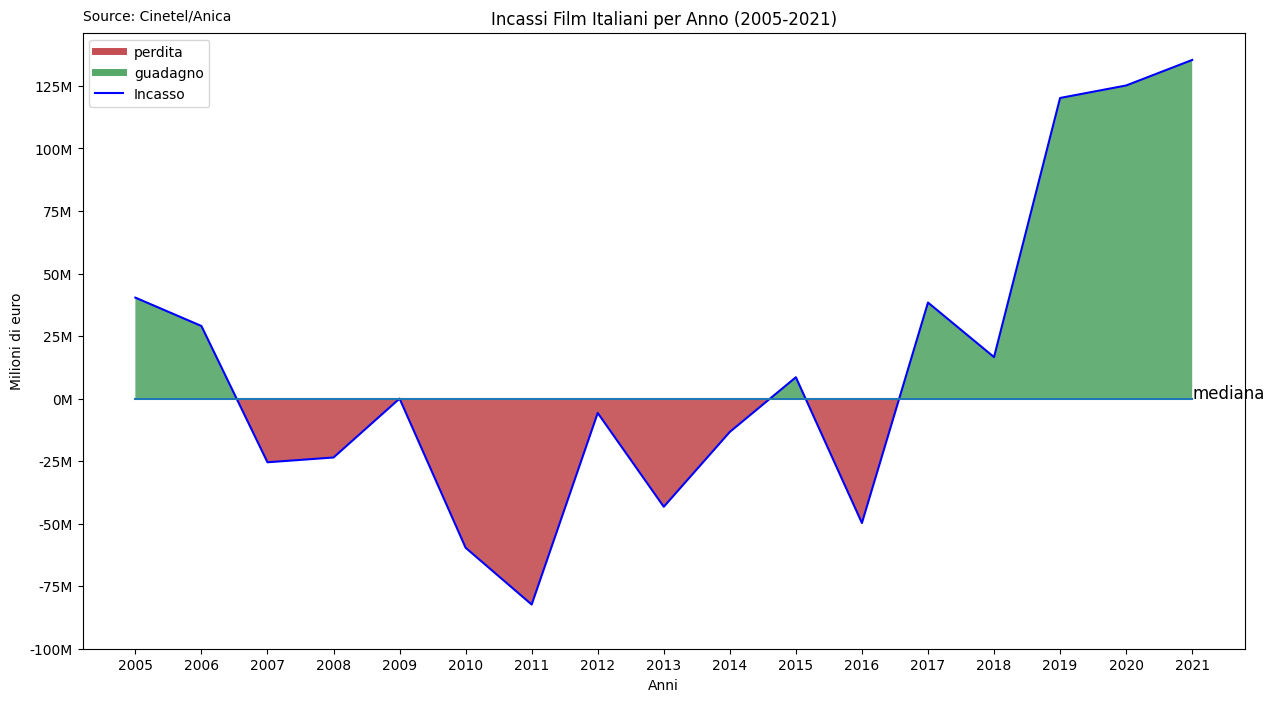 Source: Cinetel/Anica
Incassi Film Italiani per Anno (2005-2021)
perdita
guadagno
Incasso
125M
100M
75M
50M
25M
0M
-25M
-50M
-75M
-100M
Milioni di euro
mediana
2005 2006 2007 2008 2009 2010 2011 2012 2013 2014 2015 2016 2017 2018 2019 2020 2021
Anni